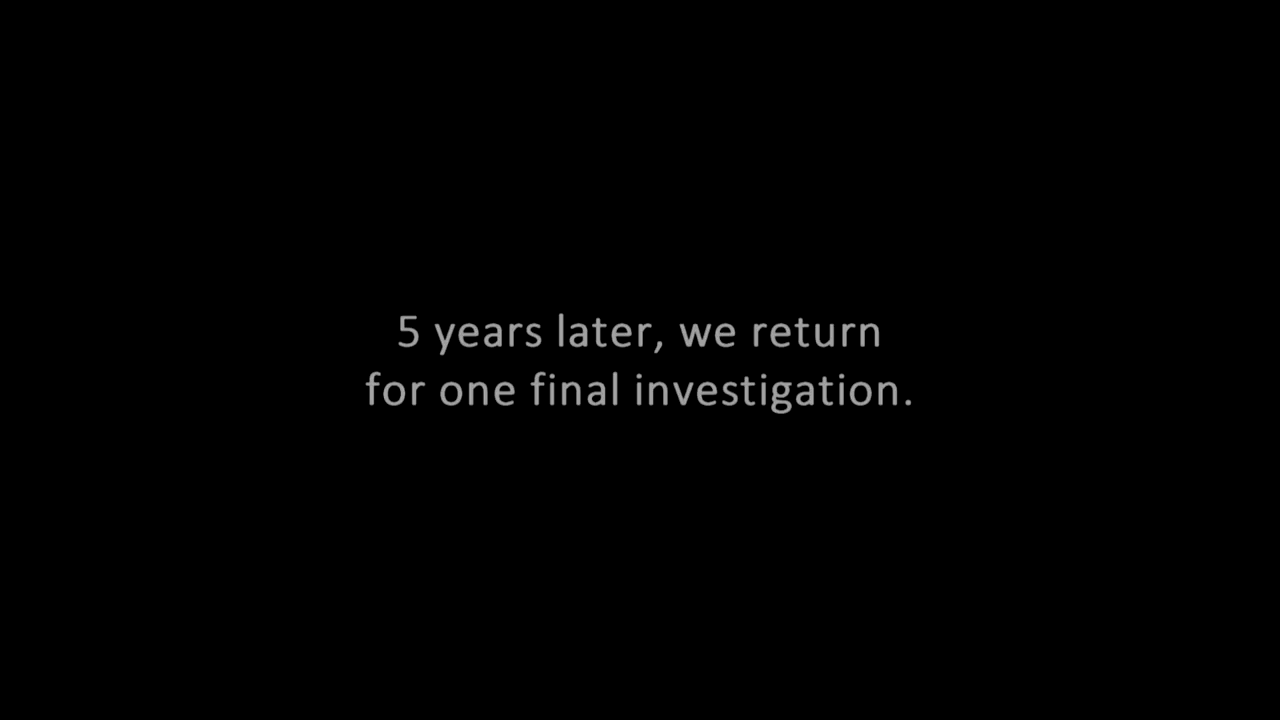 5 years later, we return
for one final investigation.